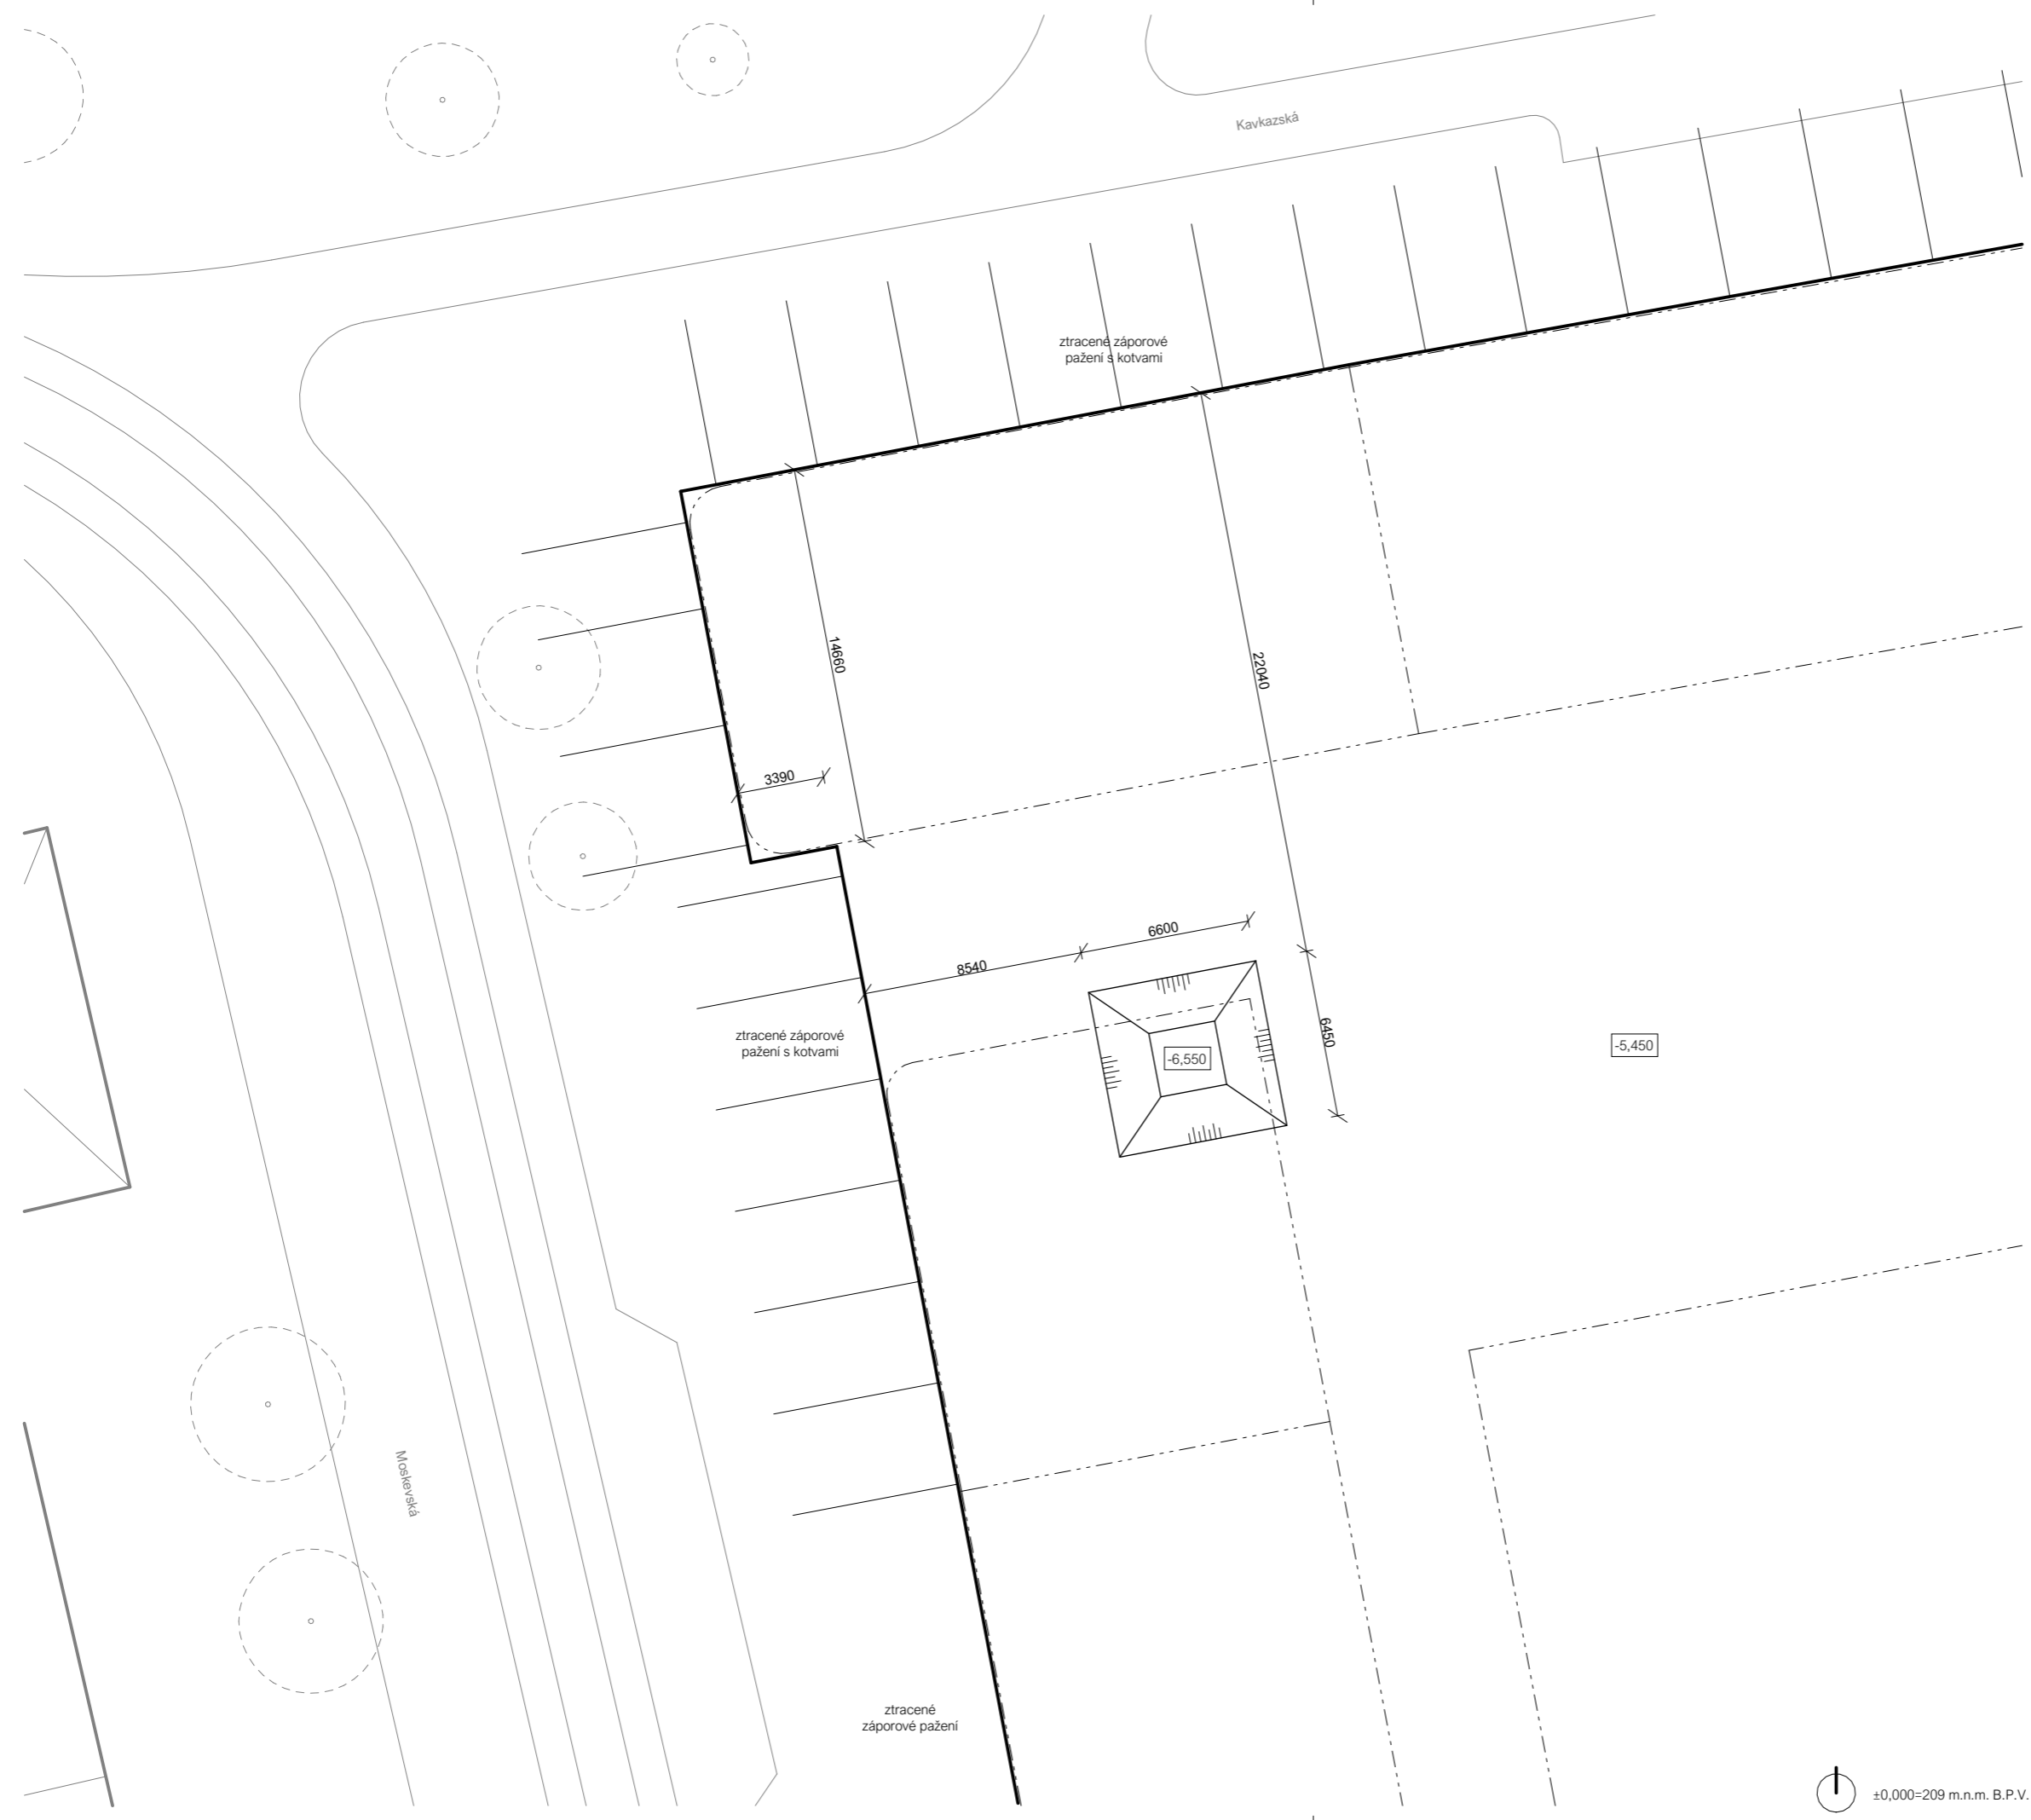 Kavkazská
ztracené záporové
pažení s kotvami
14660
22040
3390
6600
8540
6450
ztracené záporové
pažení s kotvami
-6,550
-5,450
Moskevská
ztracené
záporové pažení
±0,000=209 m.n.m. B.P.V.